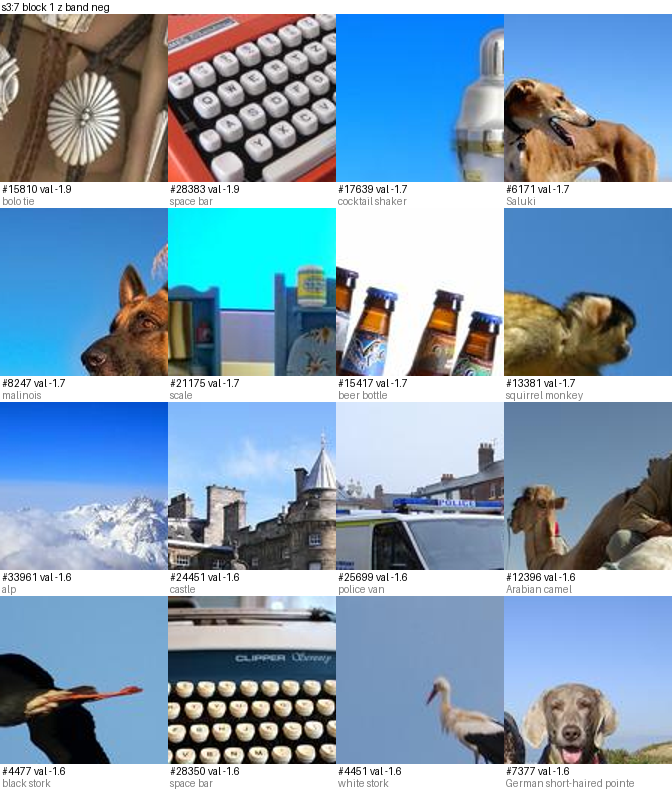 s3:7 block 1 z band neg
#15810 val -1.9
bolo tie
#28383 val -1.9
space bar
#17639 val -1.7
cocktail shaker
#6171 val -1.7
Saluki
#8247 val -1.7
malinois
#21175 val -1.7
scale
#15417 val -1.7
beer bottle
#13381 val -1.7
squirrel monkey
#33961 val -1.6
alp
#24451 val -1.6
castle
POLICE
#25699 val -1.6
police van
#12396 val -1.6
Arabian camel
#4477 val -1.6
black stork
CLIPPER Serenity
#28350 val -1.6
space bar
#4451 val -1.6
white stork
#7377 val -1.6
German short-haired pointe